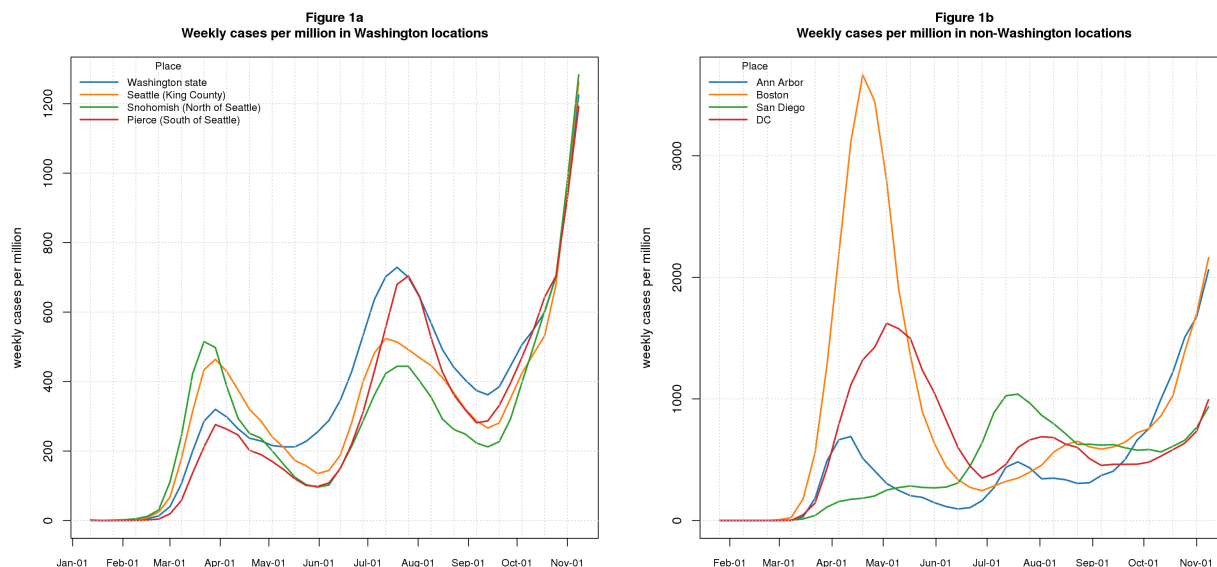 Figure 1a
Weekly cases per million in Washington locations
Place
Washington state
Seattle (King County)
Snohomish (North of Seattle)
Pierce (South of Seattle)
weekly cases per million
1200
1000
800
600
400
200
0
Jan-01 Feb-01 Mar-01 Apr-01 May-01 Jun-01 Jul-01 Aug-01 Sep-01 Oct-01 Nov-01
Figure 1b
Weekly cases per million in non-Washington locations
Place
Ann Arbor
Boston
San Diego
DC
weekly cases per million
3000
2000
1000
0
Feb-01 Mar-01 Apr-01 May-01 Jun-01 Jul-01 Aug-01 Sep-01 Oct-01 Nov-01